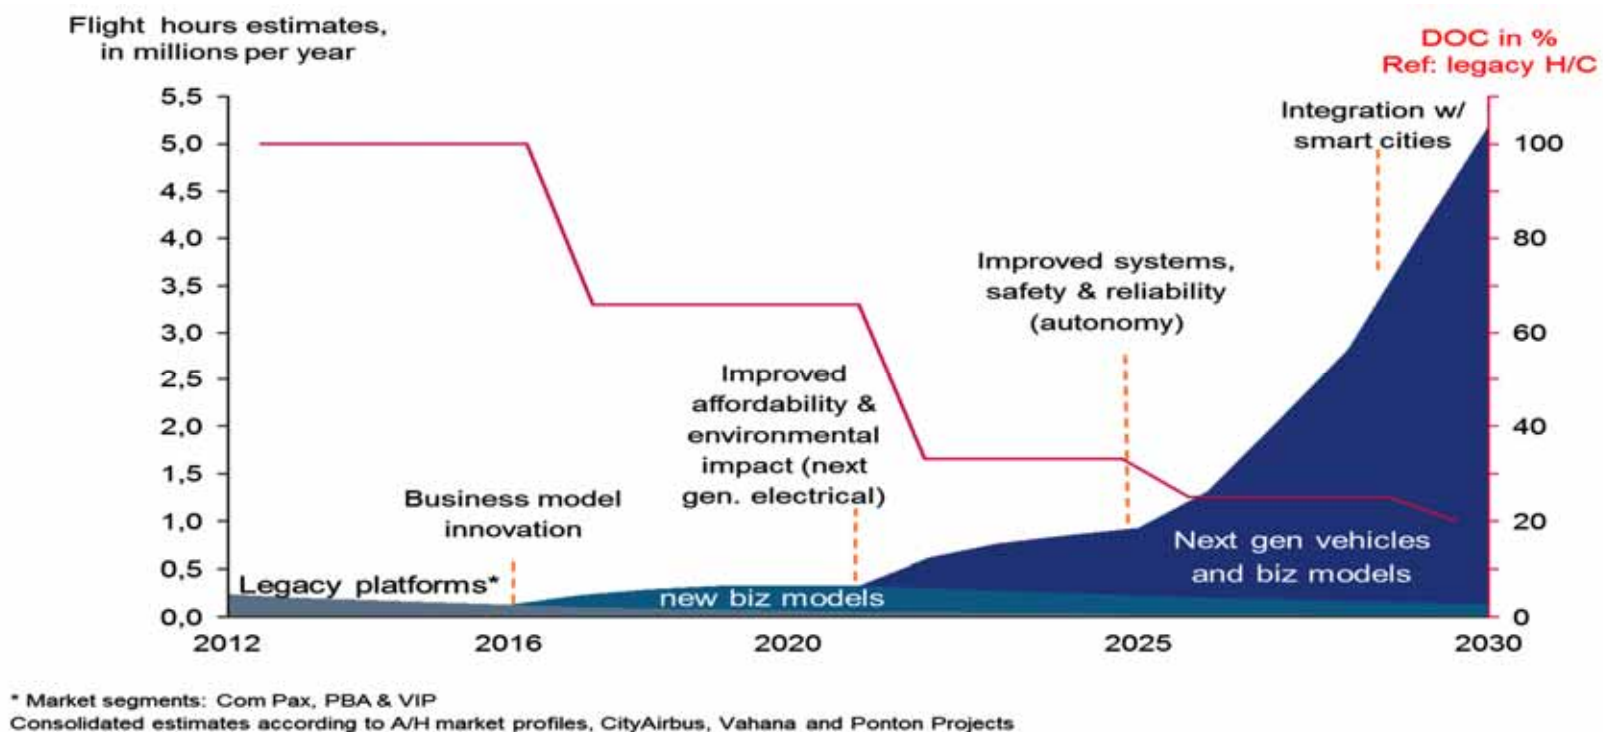 Flight hours estimates,
in millions per year
DOC in %
Ref: legacy H/C
5,5
5,0
4,5
4,0
3,5
3,0
2,5
2,0
1,5
1,0
0,5
0,0
100
80
60
40
20
0
Integration w/
smart cities
Improved systems,
safety & reliability
(autonomy)
Improved
affordability &
environmental
impact (next
gen. electrical)
Business model
innovation
Legacy platforms*
new biz models
Next gen vehicles
and biz models
2012
2016
2020
2025
2030
* Market segments: Com Pax, PBA & VIP
Consolidated estimates according to A/H market profiles, CityAirbus, Vahana and Ponton Projects